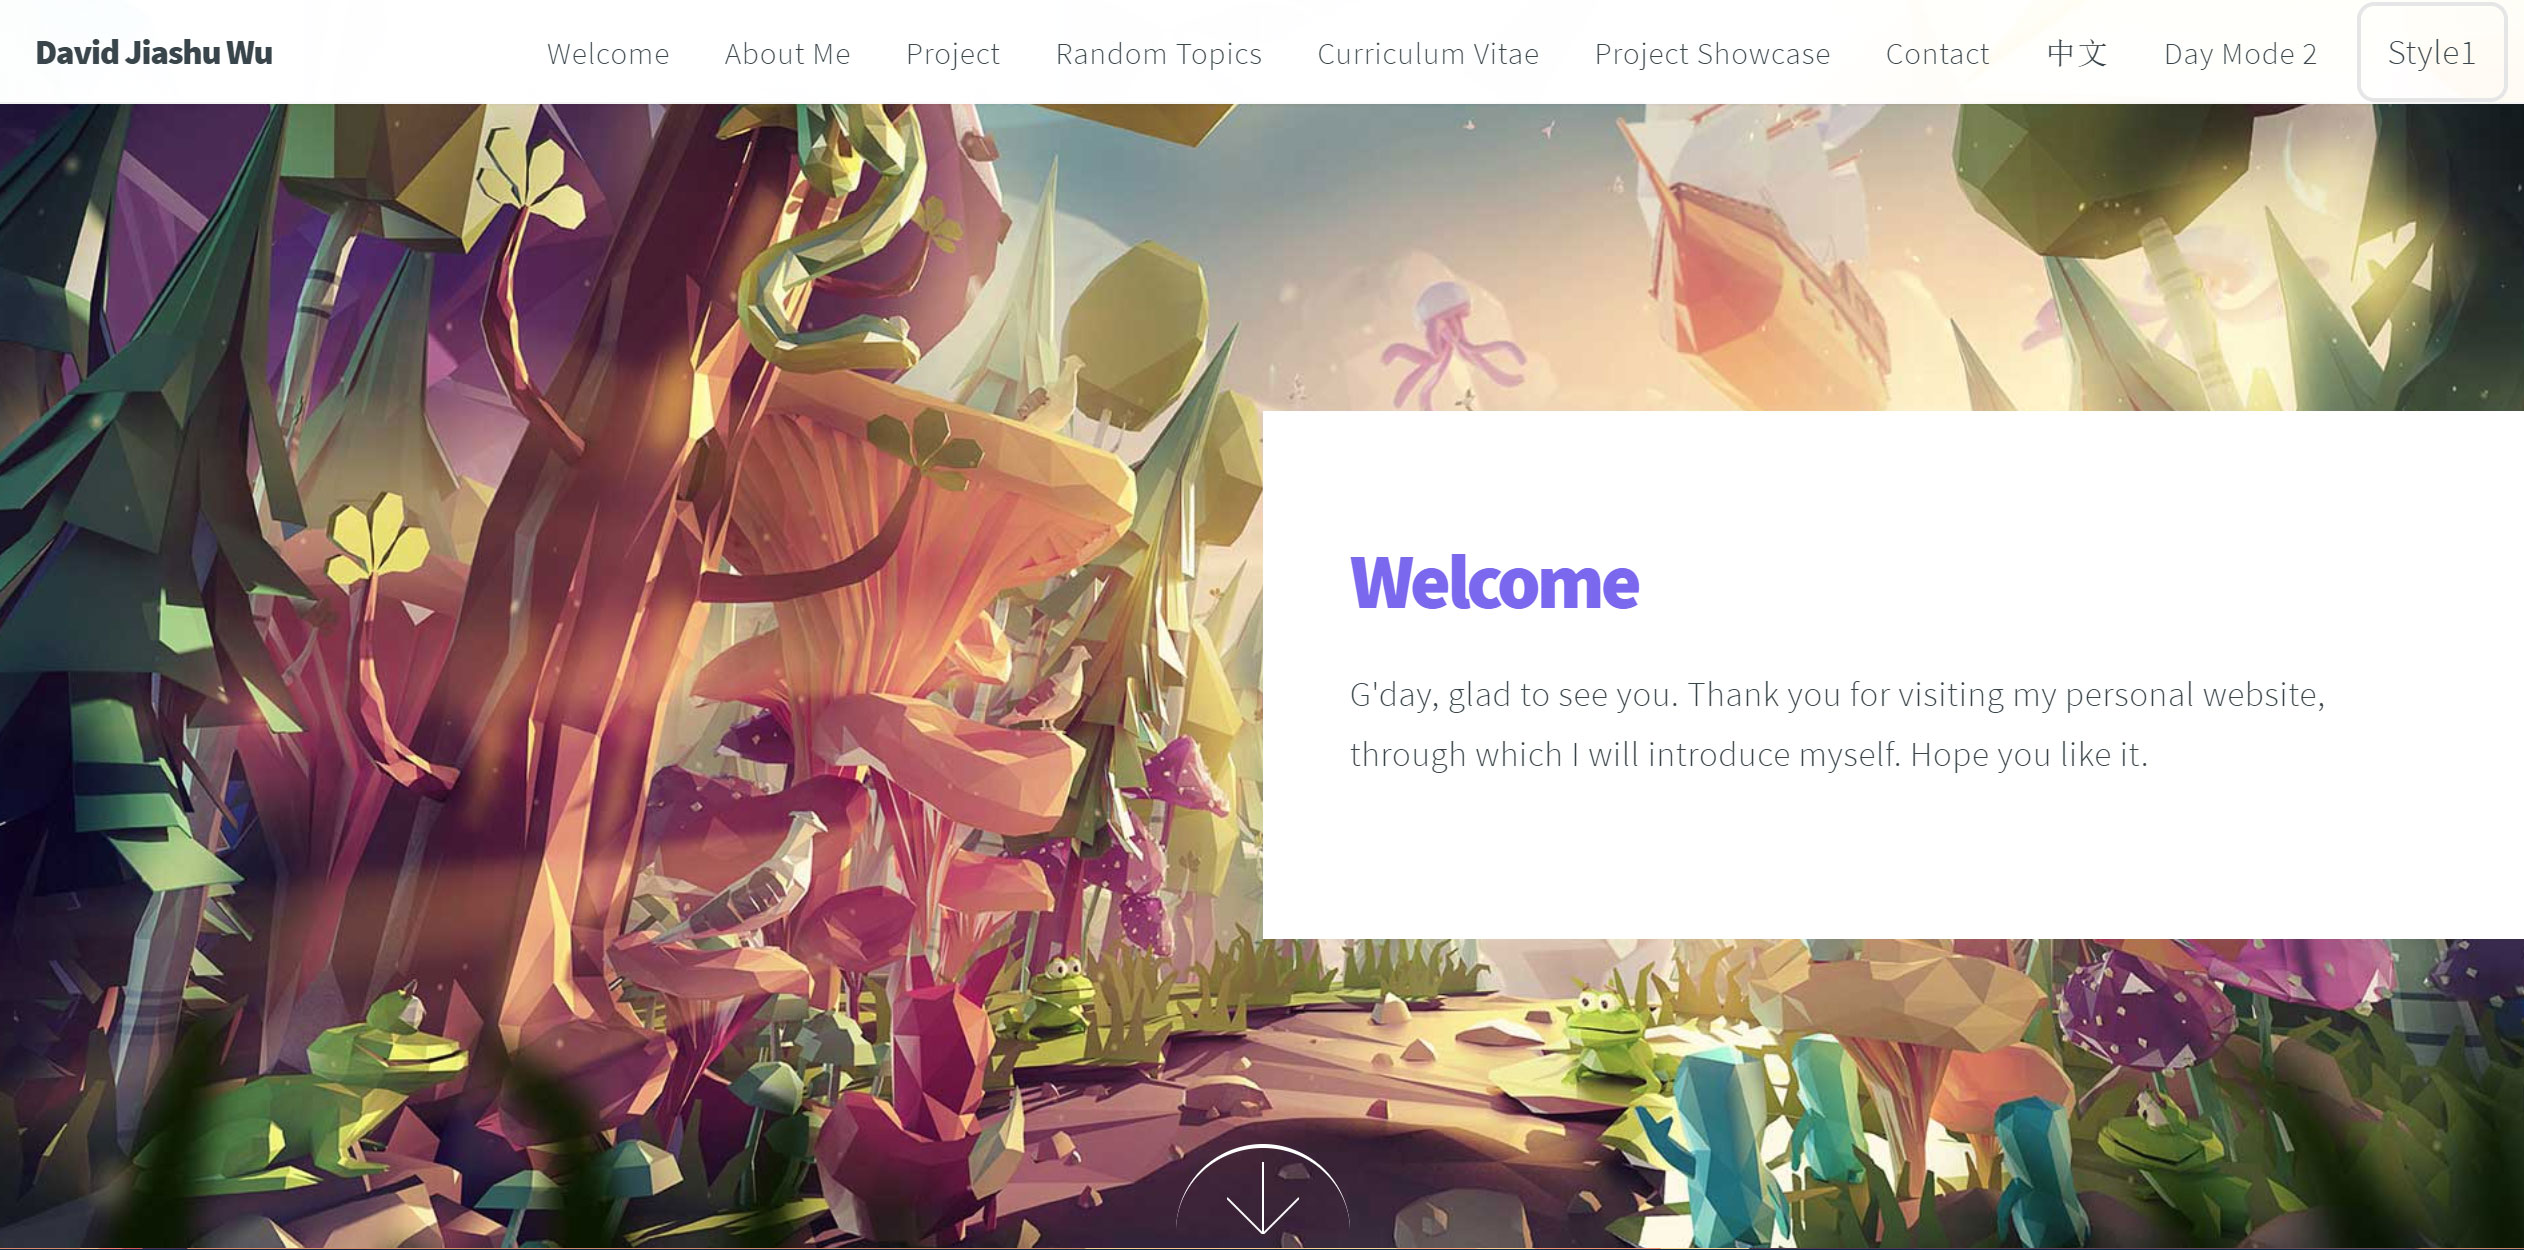 David Jiashu Wu Welcome About Me Project Random Topics Curriculum Vitae Project Showcase Contact 中文 Day Mode 2 Style1
Welcome
G'day, glad to see you. Thank you for visiting my personal website,
through which I will introduce myself. Hope you like it.